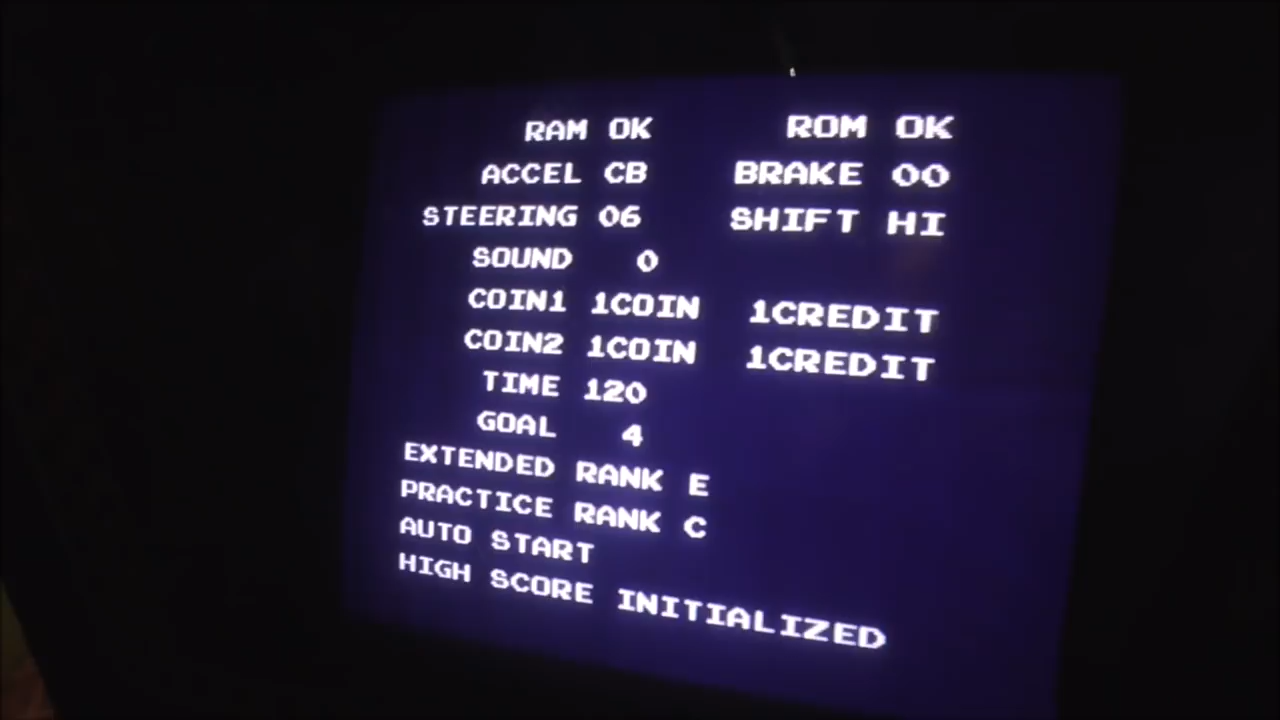 RAM OK ROM OK
ACCEL CB BRAKE 00
STEERING 06 SHIFT HI
SOUND 0
COIN1 1COIN 1CREDIT
COIN2 1COIN 1CREDIT
TIME 120
GOAL 4
EXTENDED RANK E
PRACTICE RANK C
AUTO START
HIGH SCORE INITIALIZED